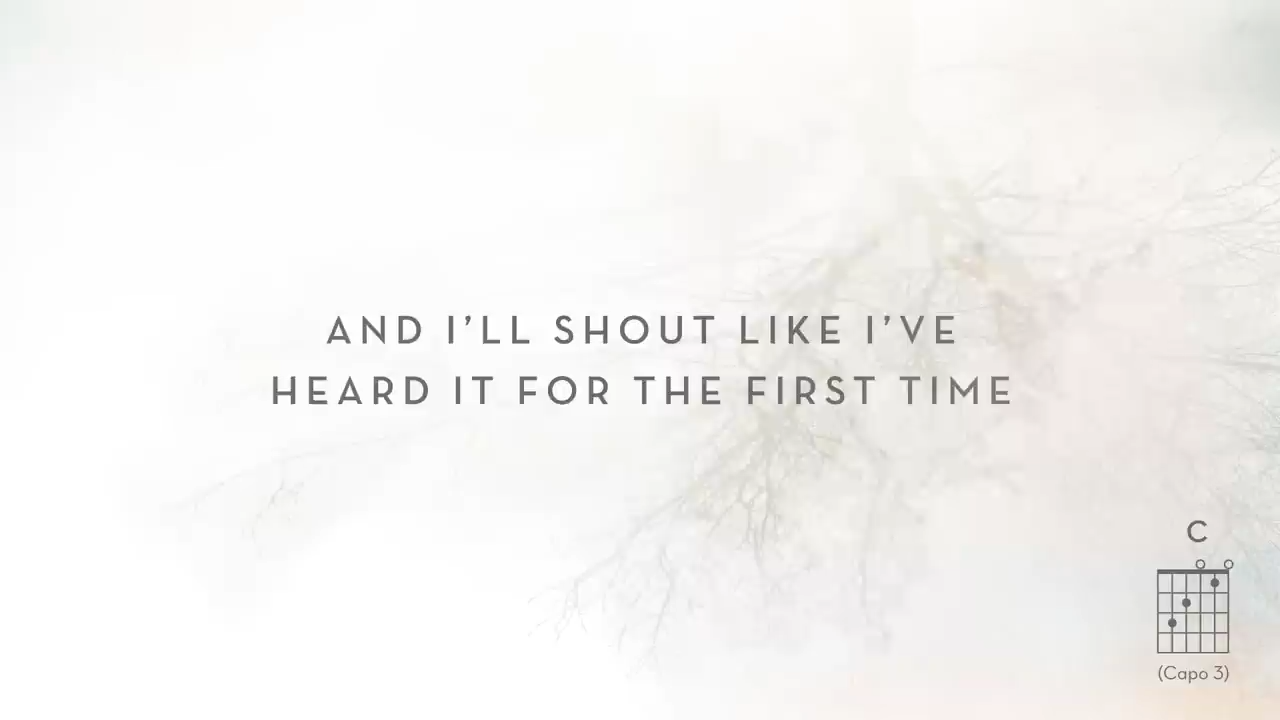 AND I’LL SHOUT LIKE I’VE
HEARD IT FOR THE FIRST TIME
C
(Capo 3)